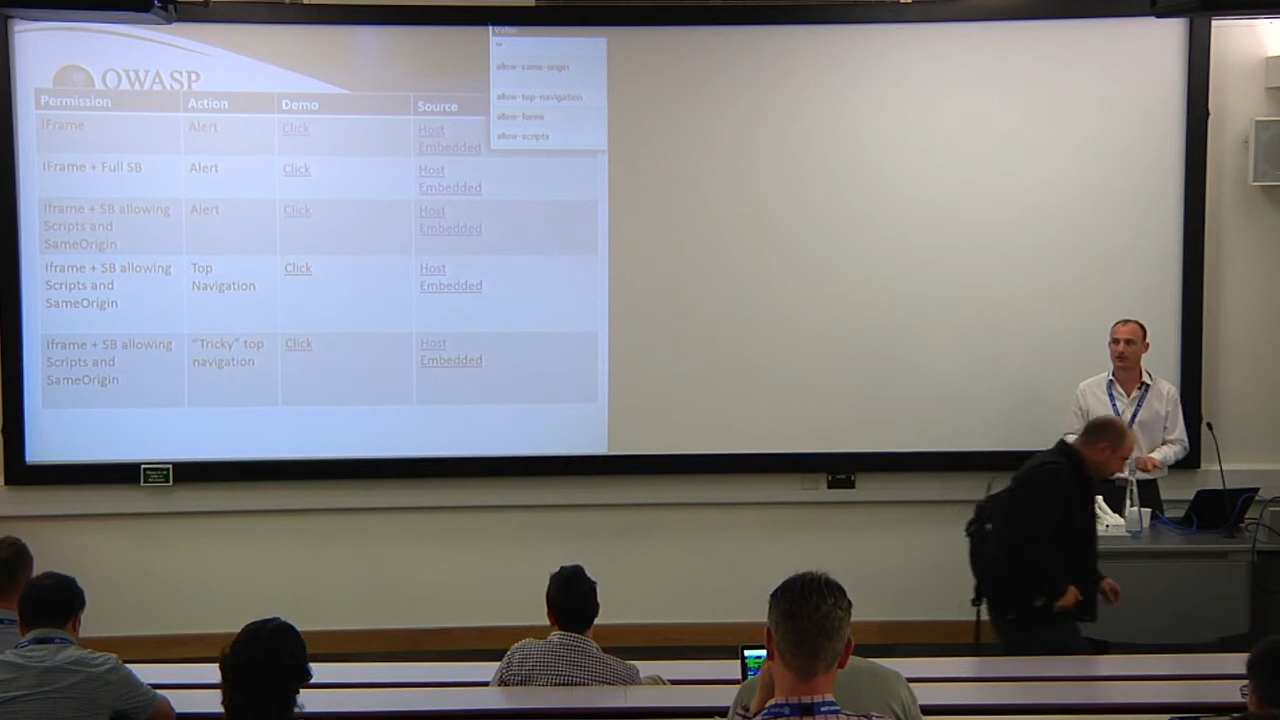 OWASP
Value
""
allow-same-origin
allow-top-navigation
allow-forms
allow-scripts
Permission Action Demo Source
IFrame Alert Click Host
Embedded
IFrame + Full SB Alert Click Host
Embedded
Iframe + SB allowing Alert Click Host
Scripts and Embedded
SameOrigin
Iframe + SB allowing Top Click Host
Scripts and Navigation Embedded
SameOrigin
Iframe + SB allowing "Tricky" top Click Host
Scripts and navigation Embedded
SameOrigin